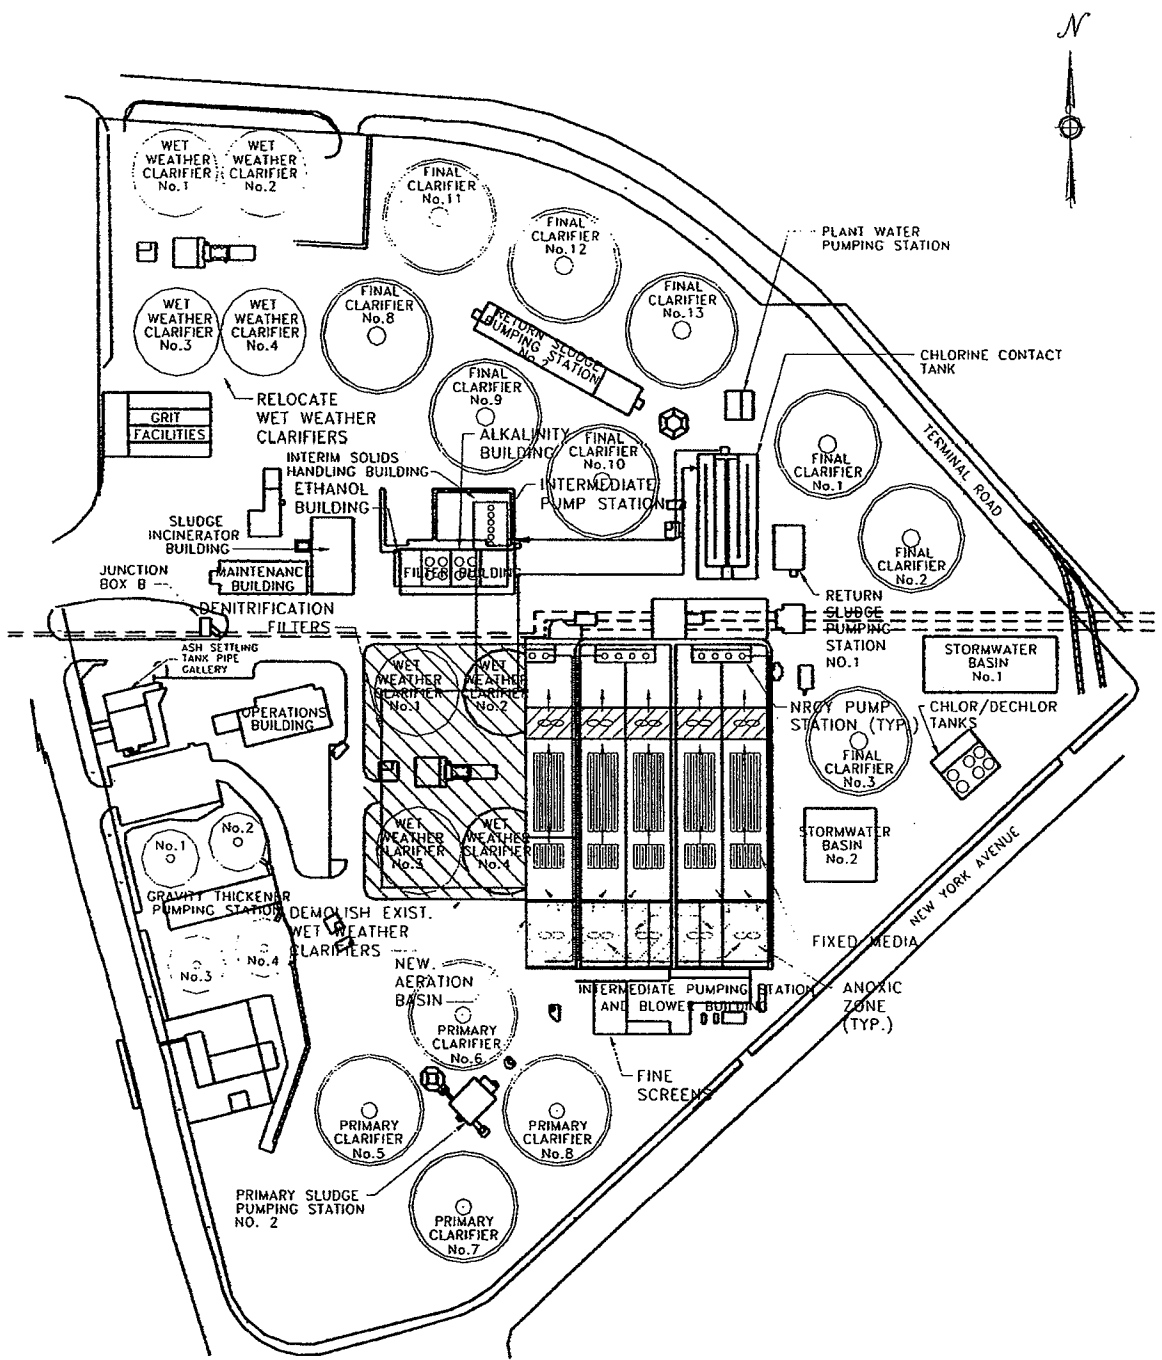 N
WET
WEATHER
CLARIFIER
No.1
WET
WEATHER
CLARIFIER
No.2
FINAL
CLARIFIER
No.11
FINAL
CLARIFIER
No.12
PLANT WATER
PUMPING STATION
WET
WEATHER
CLARIFIER
No.3
WET
WEATHER
CLARIFIER
No.4
FINAL
CLARIFIER
No.8
FINAL
CLARIFIER
No.13
RETURN SLUDGE
PUMPING STATION
No.2
CHLORINE CONTACT
TANK
FINAL
CLARIFIER
No.9
RELOCATE
WET WEATHER
CLARIFIERS
GRIT
FACILITIES
ALKALINITY
BUILDING
FINAL
CLARIFIER
No.10
FINAL
CLARIFIER
No.1
TERMINAL ROAD
INTERIM SOLIDS
HANDLING BUILDING
ETHANOL
BUILDING
INTERMEDIATE
PUMP STATION
SLUDGE
INCINERATOR
BUILDING
FINAL
CLARIFIER
No.2
JUNCTION
BOX B
MAINTENANCE
BUILDING
FILTER BUILDING
RETURN
SLUDGE
PUMPING
STATION
NO.1
DENITRIFICATION
FILTERS
ASH SETTLING
TANK PIPE
GALLERY
STORMWATER
BASIN
No.1
WET
WEATHER
CLARIFIER
No.1
WET
WEATHER
CLARIFIER
No.2
OPERATIONS
BUILDING
NRCY PUMP
STATION (TYP.)
CHLOR/DECHLOR
TANKS
FINAL
CLARIFIER
No.3
WET
WEATHER
CLARIFIER
No.3
WET
WEATHER
CLARIFIER
No.4
STORMWATER
BASIN
No.2
NEW YORK AVENUE
No.1
No.2
GRAVITY THICKENER
PUMPING STATION
DEMOLISH EXIST.
WET WEATHER
CLARIFIERS
No.3
No.4
FIXED MEDIA
NEW
AERATION
BASIN
INTERMEDIATE PUMPING STATION
AND BLOWER BUILDING
ANOXIC
ZONE
(TYP.)
PRIMARY
CLARIFIER
No.6
FINE
SCREENS
PRIMARY
CLARIFIER
No.5
PRIMARY
CLARIFIER
No.8
PRIMARY SLUDGE
PUMPING STATION
NO. 2
PRIMARY
CLARIFIER
No.7